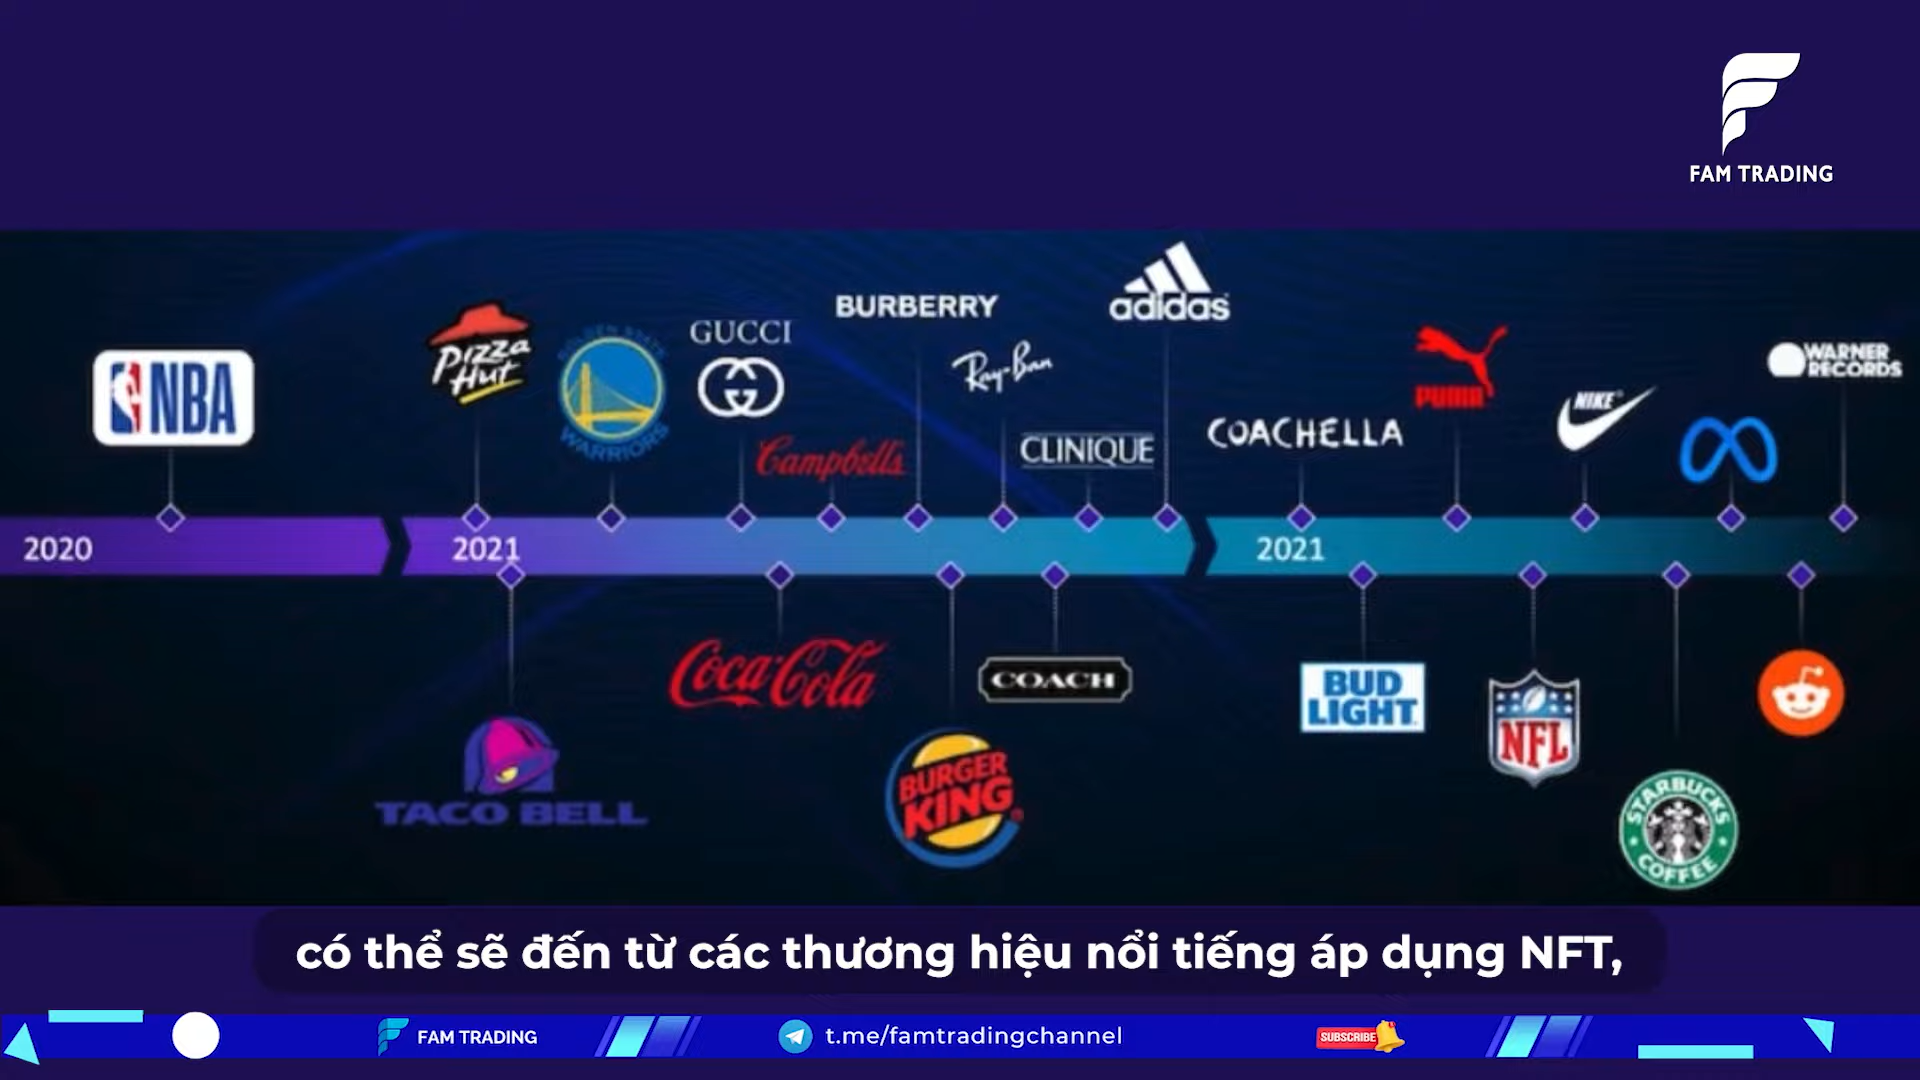 FAM TRADING
adidas
BURBERRY
GUCCI
Pizza
Hut
GOLDEN STATE
WARRIORS
Ray-Ban
PUMA
WARNER
RECORDS
NBA
NIKE
COACHELLA
CLINIQUE
Campbell's
2020
2021
2021
Coca-Cola
COACH
BUD
LIGHT
NFL
TACO BELL
BURGER
KING
STARBUCKS
COFFEE
có thể sẽ đến từ các thương hiệu nổi tiếng áp dụng NFT,
FAM TRADING
t.me/famtradingchannel
SUBSCRIBE